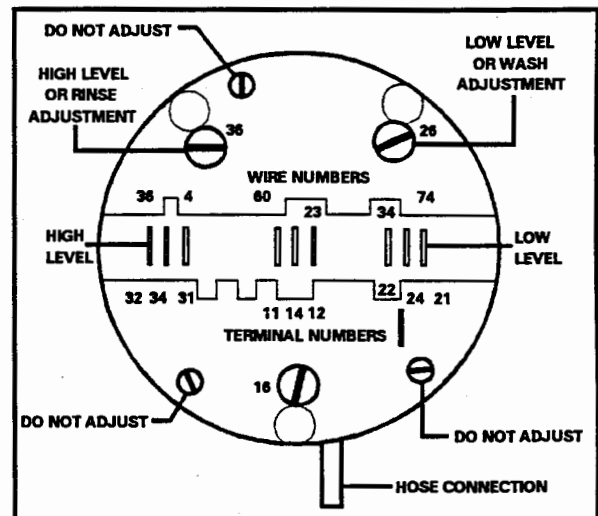 DO NOT ADJUST
HIGH LEVEL
OR RINSE
ADJUSTMENT
LOW LEVEL
OR WASH
ADJUSTMENT
36
26
WIRE NUMBERS
36 4 60 23 34 74
HIGH
LEVEL
LOW
LEVEL
32 34 31 11 14 12 22 24 21
TERMINAL NUMBERS
16
DO NOT ADJUST
DO NOT ADJUST
HOSE CONNECTION